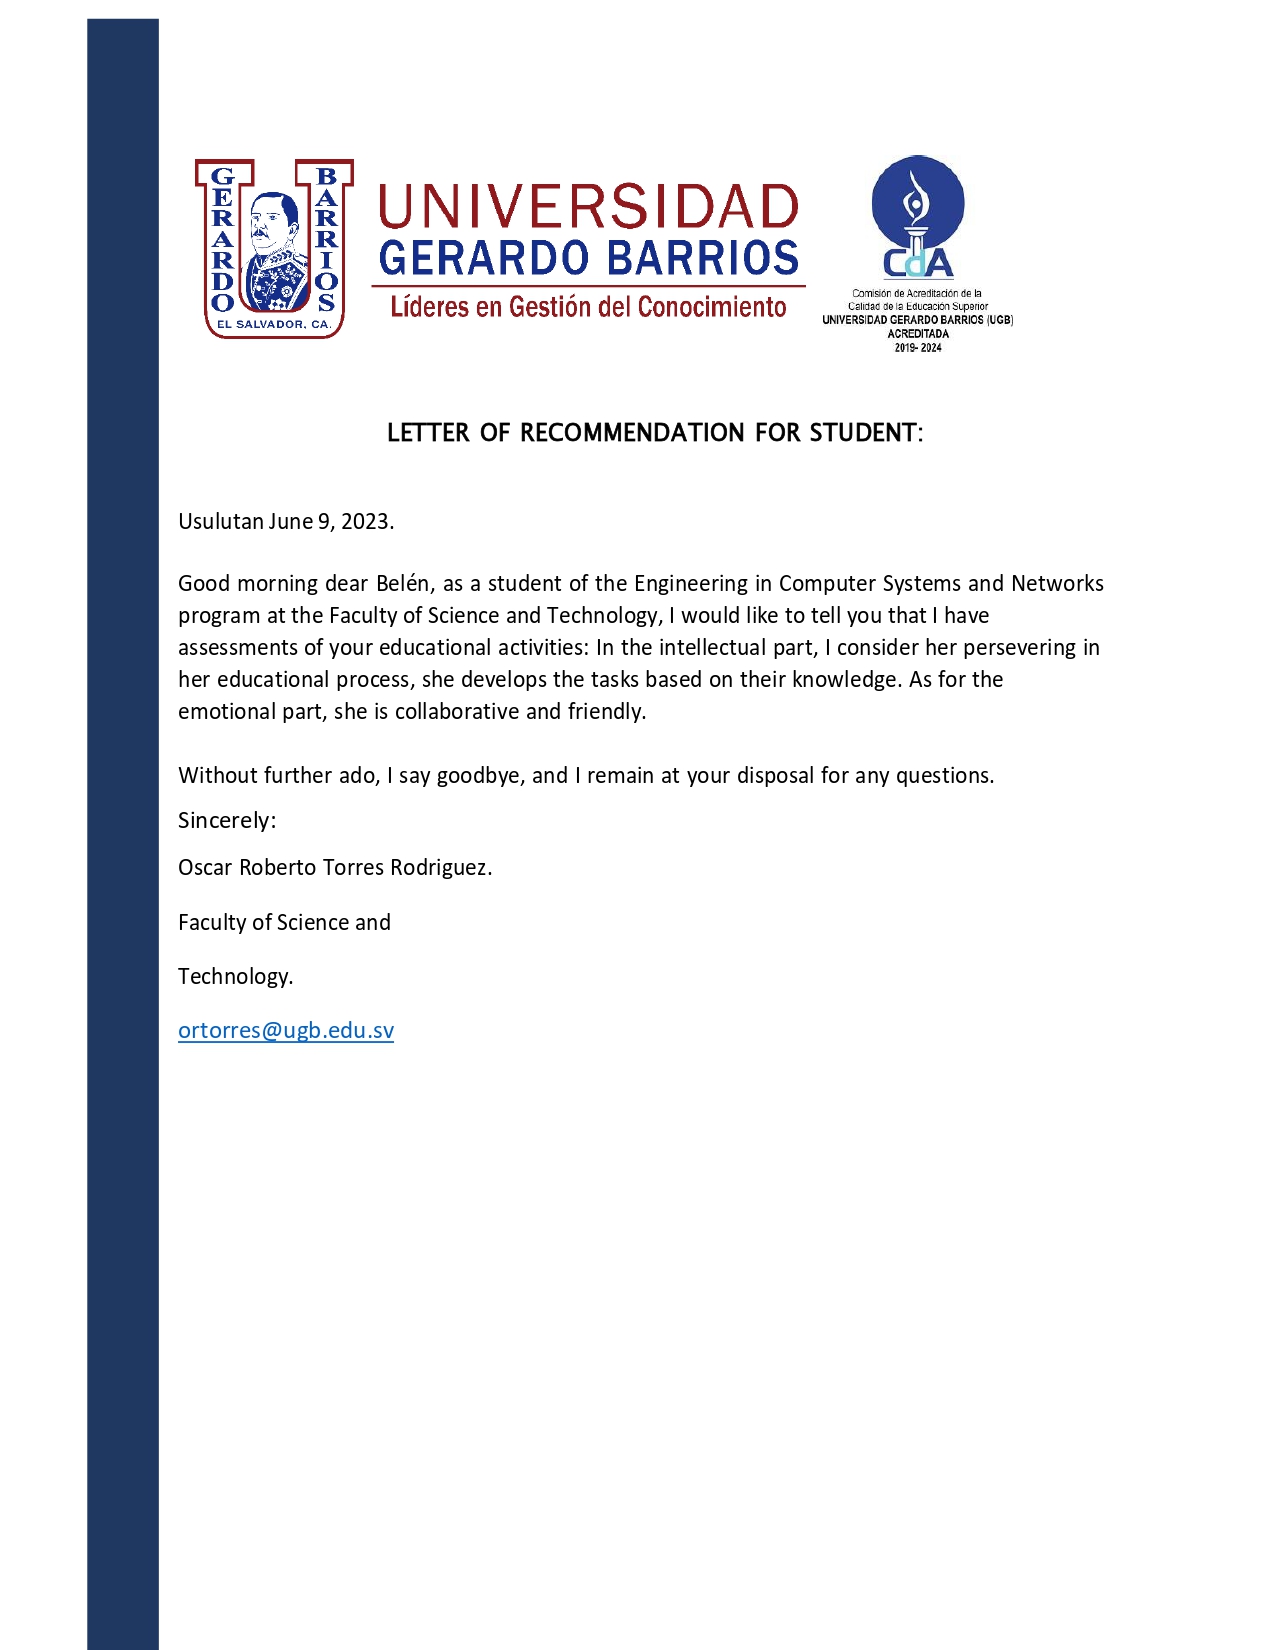 GERARDO
BARRIOS
EL SALVADOR, CA.
UNIVERSIDAD
GERARDO BARRIOS
Líderes en Gestión del Conocimiento
CdA
Comisión de Acreditación de la
Calidad de la Educación Superior
UNIVERSIDAD GERARDO BARRIOS (UGB)
ACREDITADA
2019- 2024
LETTER OF RECOMMENDATION FOR STUDENT:
Usulutan June 9, 2023.
Good morning dear Belén, as a student of the Engineering in Computer Systems and Networks
program at the Faculty of Science and Technology, I would like to tell you that I have
assessments of your educational activities: In the intellectual part, I consider her persevering in
her educational process, she develops the tasks based on their knowledge. As for the
emotional part, she is collaborative and friendly.
Without further ado, I say goodbye, and I remain at your disposal for any questions.
Sincerely:
Oscar Roberto Torres Rodriguez.
Faculty of Science and
Technology.
ortorres@ugb.edu.sv